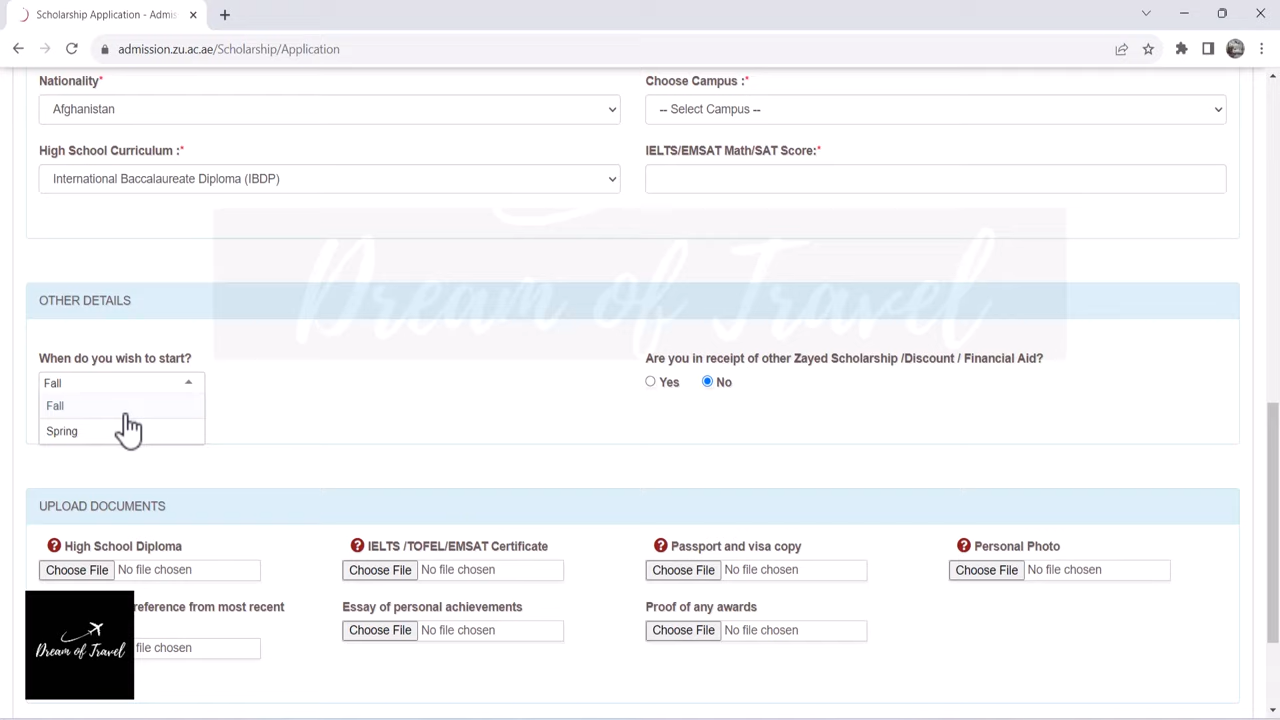 Scholarship Application - Admis
admission.zu.ac.ae/Scholarship/Application
Nationality*
Choose Campus :*
Afghanistan
-- Select Campus --
High School Curriculum :*
IELTS/EMSAT Math/SAT Score:*
International Baccalaureate Diploma (IBDP)
Dream of Travel
OTHER DETAILS
When do you wish to start?
Are you in receipt of other Zayed Scholarship /Discount / Financial Aid?
Fall
Yes
No
Fall
Spring
UPLOAD DOCUMENTS
High School Diploma
IELTS /TOFEL/EMSAT Certificate
Passport and visa copy
Personal Photo
Choose File No file chosen
Choose File No file chosen
Choose File No file chosen
Choose File No file chosen
reference from most recent
Essay of personal achievements
Proof of any awards
Choose File No file chosen
Choose File No file chosen
file chosen
Dream of Travel